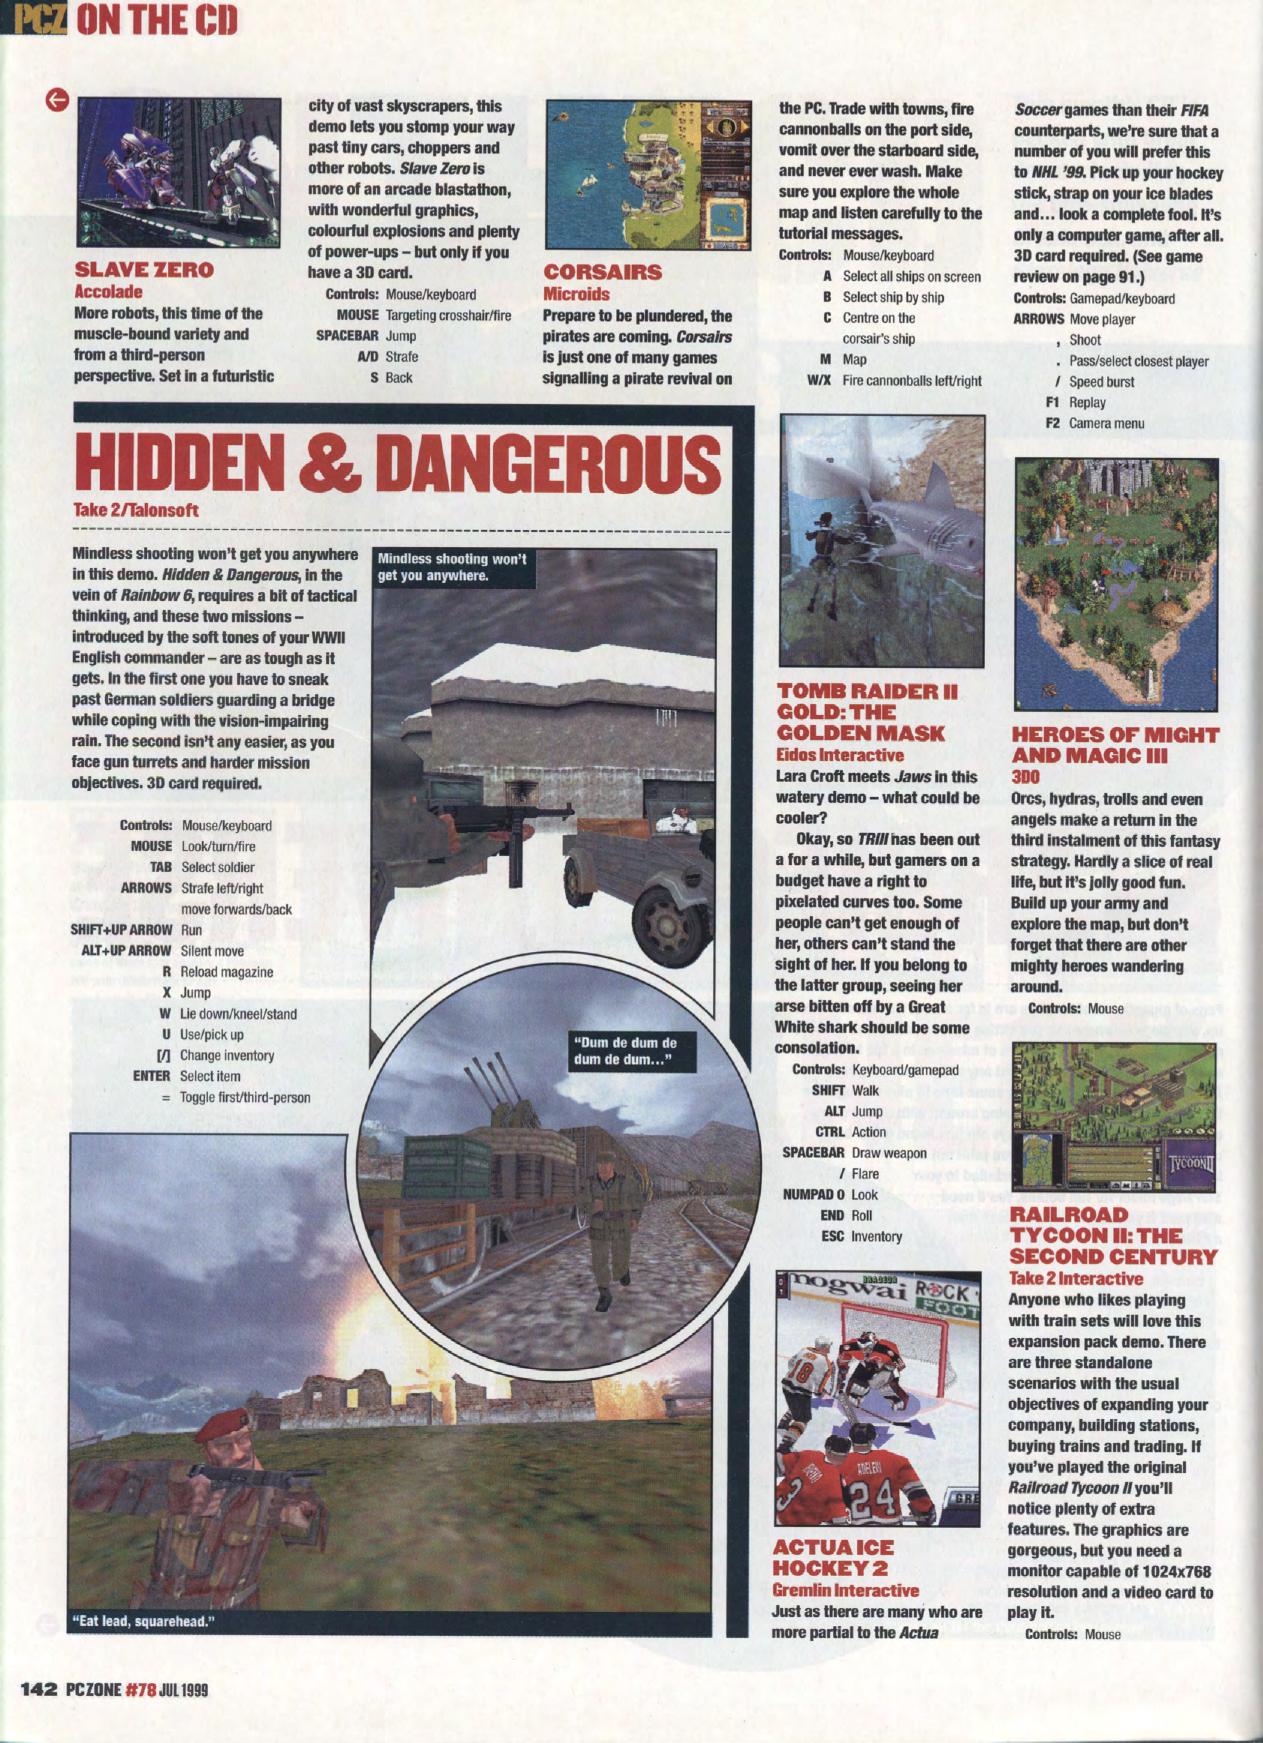 PCZ ON THE CD
SLAVE ZERO
Accolade
More robots, this time of the
muscle-bound variety and
from a third-person
perspective. Set in a futuristic
city of vast skyscrapers, this
demo lets you stomp your way
past tiny cars, choppers and
other robots. Slave Zero is
more of an arcade blastathon,
with wonderful graphics,
colourful explosions and plenty
of power-ups – but only if you
have a 3D card.
Controls: Mouse/keyboard
MOUSE Targeting crosshair/fire
SPACEBAR Jump
A/D Strafe
S Back
CORSAIRS
Microids
Prepare to be plundered, the
pirates are coming. Corsairs
is just one of many games
signalling a pirate revival on
the PC. Trade with towns, fire
cannonballs on the port side,
vomit over the starboard side,
and never ever wash. Make
sure you explore the whole
map and listen carefully to the
tutorial messages.
Controls: Mouse/keyboard
A Select all ships on screen
B Select ship by ship
C Centre on the
corsair's ship
M Map
W/X Fire cannonballs left/right
HIDDEN & DANGEROUS
Take 2/Talonsoft
Mindless shooting won't get you anywhere
in this demo. Hidden & Dangerous, in the
vein of Rainbow 6, requires a bit of tactical
thinking, and these two missions –
introduced by the soft tones of your WWII
English commander – are as tough as it
gets. In the first one you have to sneak
past German soldiers guarding a bridge
while coping with the vision-impairing
rain. The second isn't any easier, as you
face gun turrets and harder mission
objectives. 3D card required.
Controls: Mouse/keyboard
MOUSE Look/turn/fire
TAB Select soldier
ARROWS Strafe left/right
move forwards/back
SHIFT+UP ARROW Run
ALT+UP ARROW Silent move
R Reload magazine
X Jump
W Lie down/kneel/stand
U Use/pick up
[/] Change inventory
ENTER Select item
= Toggle first/third-person
Mindless shooting won't
get you anywhere.
"Dum de dum de
dum de dum..."
"Eat lead, squarehead."
TOMB RAIDER II
GOLD: THE
GOLDEN MASK
Eidos Interactive
Lara Croft meets Jaws in this
watery demo – what could be
cooler?
Okay, so TRIII has been out
a for a while, but gamers on a
budget have a right to
pixelated curves too. Some
people can't get enough of
her, others can't stand the
sight of her. If you belong to
the latter group, seeing her
arse bitten off by a Great
White shark should be some
consolation.
Controls: Keyboard/gamepad
SHIFT Walk
ALT Jump
CTRL Action
SPACEBAR Draw weapon
/ Flare
NUMPAD 0 Look
END Roll
ESC Inventory
mogwai
ROCK
FOOT
18
3
ADELEN
24
GRE
ACTUA ICE
HOCKEY 2
Gremlin Interactive
Just as there are many who are
more partial to the Actua
Soccer games than their FIFA
counterparts, we're sure that a
number of you will prefer this
to NHL '99. Pick up your hockey
stick, strap on your ice blades
and... look a complete fool. It's
only a computer game, after all.
3D card required. (See game
review on page 91.)
Controls: Gamepad/keyboard
ARROWS Move player
, Shoot
. Pass/select closest player
/ Speed burst
F1 Replay
F2 Camera menu
HEROES OF MIGHT
AND MAGIC III
3DO
Orcs, hydras, trolls and even
angels make a return in the
third instalment of this fantasy
strategy. Hardly a slice of real
life, but it's jolly good fun.
Build up your army and
explore the map, but don't
forget that there are other
mighty heroes wandering
around.
Controls: Mouse
TYCOON II
RAILROAD
TYCOON II: THE
SECOND CENTURY
Take 2 Interactive
Anyone who likes playing
with train sets will love this
expansion pack demo. There
are three standalone
scenarios with the usual
objectives of expanding your
company, building stations,
buying trains and trading. If
you've played the original
Railroad Tycoon II you'll
notice plenty of extra
features. The graphics are
gorgeous, but you need a
monitor capable of 1024x768
resolution and a video card to
play it.
Controls: Mouse
142 PC ZONE #78 JUL 1999